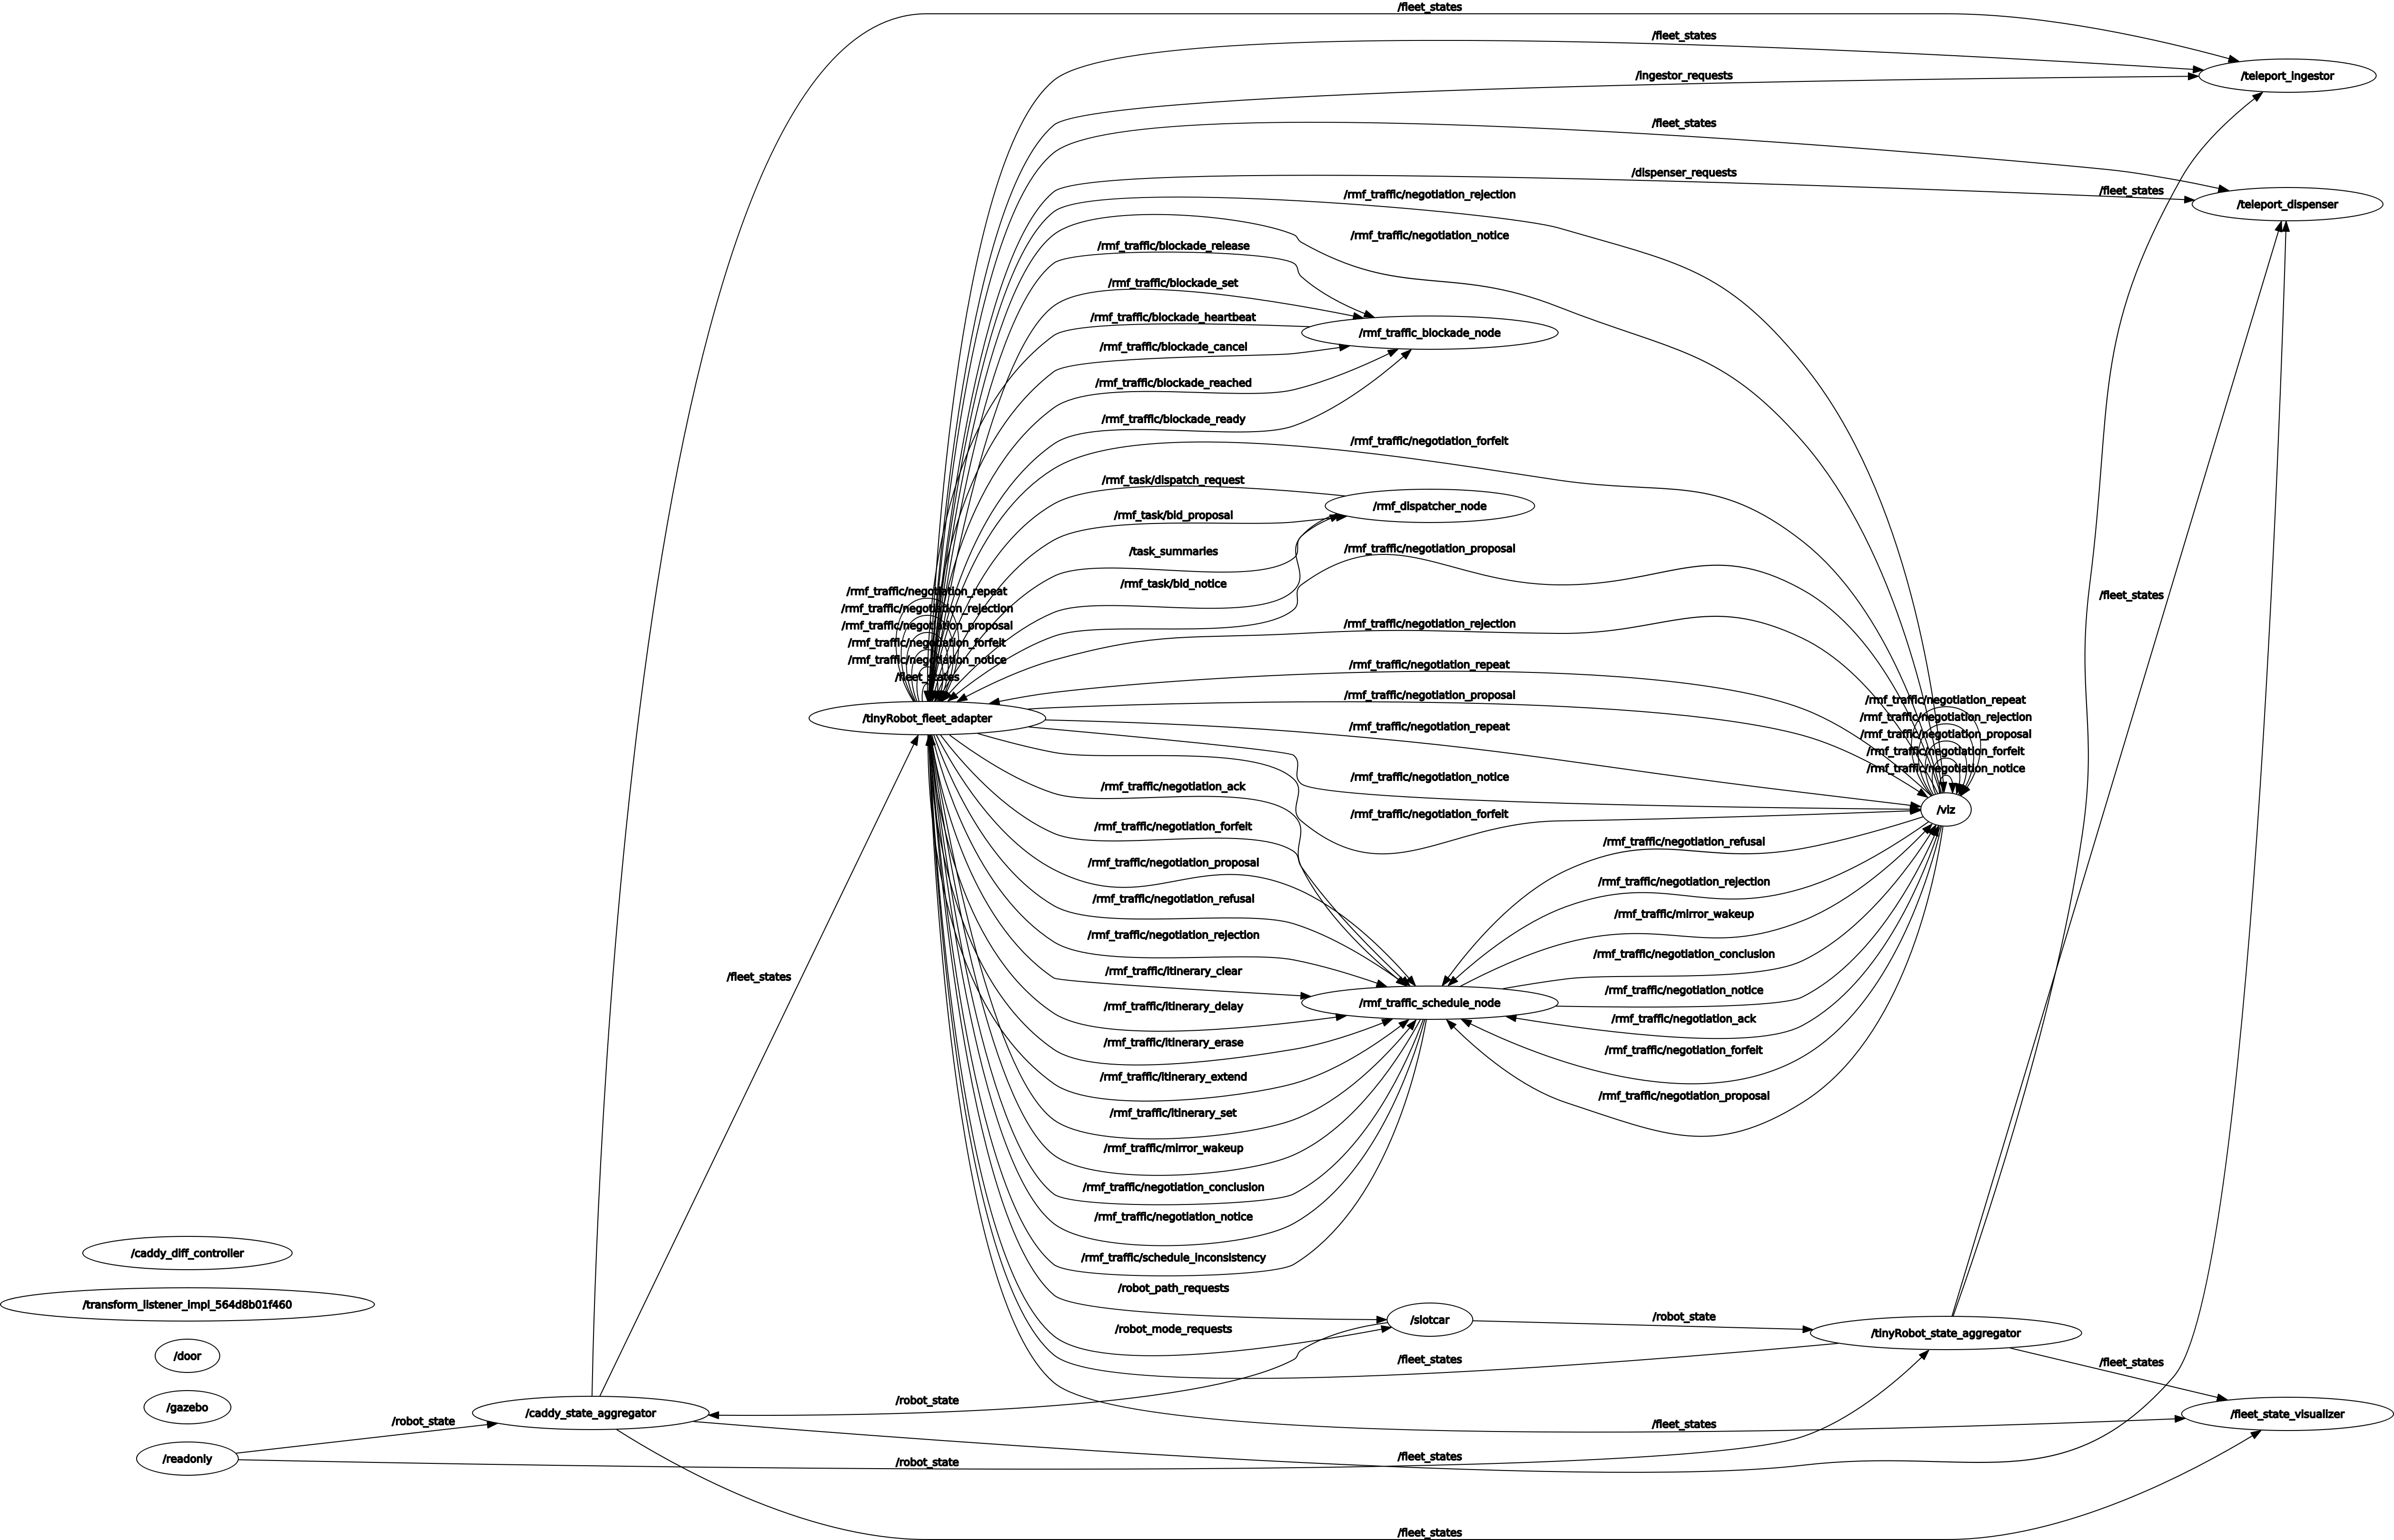 /fleet_states
/fleet_states
/ingestor_requests
/teleport_ingestor
/fleet_states
/dispenser_requests
/fleet_states
/teleport_dispenser
/rmf_traffic/negotiation_rejection
/rmf_traffic/negotiation_notice
/rmf_traffic/blockade_release
/rmf_traffic/blockade_set
/rmf_traffic/blockade_heartbeat
/rmf_traffic_blockade_node
/rmf_traffic/blockade_cancel
/rmf_traffic/blockade_reached
/rmf_traffic/blockade_ready
/rmf_traffic/negotiation_forfeit
/rmf_task/dispatch_request
/rmf_dispatcher_node
/rmf_task/bid_proposal
/task_summaries
/rmf_traffic/negotiation_proposal
/rmf_task/bid_notice
/fleet_states
/rmf_traffic/negotiation_repeat
/rmf_traffic/negotiation_rejection
/rmf_traffic/negotiation_proposal
/rmf_traffic/negotiation_forfeit
/rmf_traffic/negotiation_notice
/fleet_states
/tinyRobot_fleet_adapter
/rmf_traffic/negotiation_rejection
/rmf_traffic/negotiation_repeat
/rmf_traffic/negotiation_proposal
/rmf_traffic/negotiation_repeat
/rmf_traffic/negotiation_notice
/rmf_traffic/negotiation_forfeit
/rmf_traffic/negotiation_repeat
/rmf_traffic/negotiation_rejection
/rmf_traffic/negotiation_proposal
/rmf_traffic/negotiation_forfeit
/rmf_traffic/negotiation_notice
/viz
/rmf_traffic/negotiation_ack
/rmf_traffic/negotiation_forfeit
/rmf_traffic/negotiation_proposal
/rmf_traffic/negotiation_refusal
/rmf_traffic/negotiation_rejection
/rmf_traffic/itinerary_clear
/rmf_traffic/itinerary_delay
/rmf_traffic/itinerary_erase
/rmf_traffic/itinerary_extend
/rmf_traffic/itinerary_set
/rmf_traffic/mirror_wakeup
/rmf_traffic/negotiation_conclusion
/rmf_traffic/negotiation_notice
/rmf_traffic/schedule_inconsistency
/rmf_traffic_schedule_node
/rmf_traffic/negotiation_refusal
/rmf_traffic/negotiation_rejection
/rmf_traffic/mirror_wakeup
/rmf_traffic/negotiation_conclusion
/rmf_traffic/negotiation_notice
/rmf_traffic/negotiation_ack
/rmf_traffic/negotiation_forfeit
/rmf_traffic/negotiation_proposal
/fleet_states
/caddy_diff_controller
/transform_listener_impl_564d8b01f460
/door
/gazebo
/readonly
/robot_state
/caddy_state_aggregator
/robot_path_requests
/robot_mode_requests
/slotcar
/robot_state
/tinyRobot_state_aggregator
/fleet_states
/fleet_states
/robot_state
/fleet_states
/fleet_state_visualizer
/robot_state
/fleet_states
/fleet_states